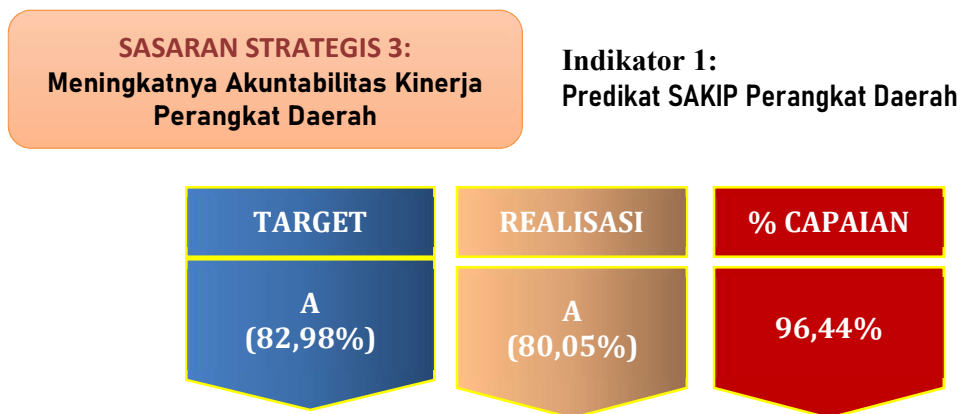 SASARAN STRATEGIS 3:
Meningkatnya Akuntabilitas Kinerja
Perangkat Daerah
Indikator 1:
Predikat SAKIP Perangkat Daerah
TARGET
REALISASI
% CAPAIAN
A
(82,98%)
A
(80,05%)
96,44%